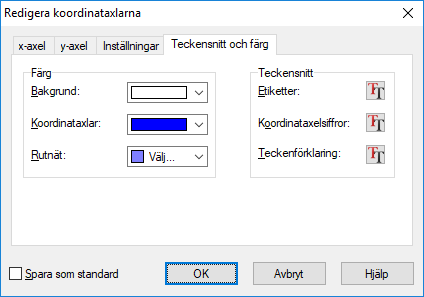 Redigera koordinataxlarna
x-axel y-axel Inställningar Teckensnitt och färg
Färg
Bakgrund:
Koordinataxlar:
Rutnät: Välj...
Teckensnitt
Etiketter:
Koordinataxelsiffror:
Teckenförklaring:
Spara som standard OK Avbryt Hjälp